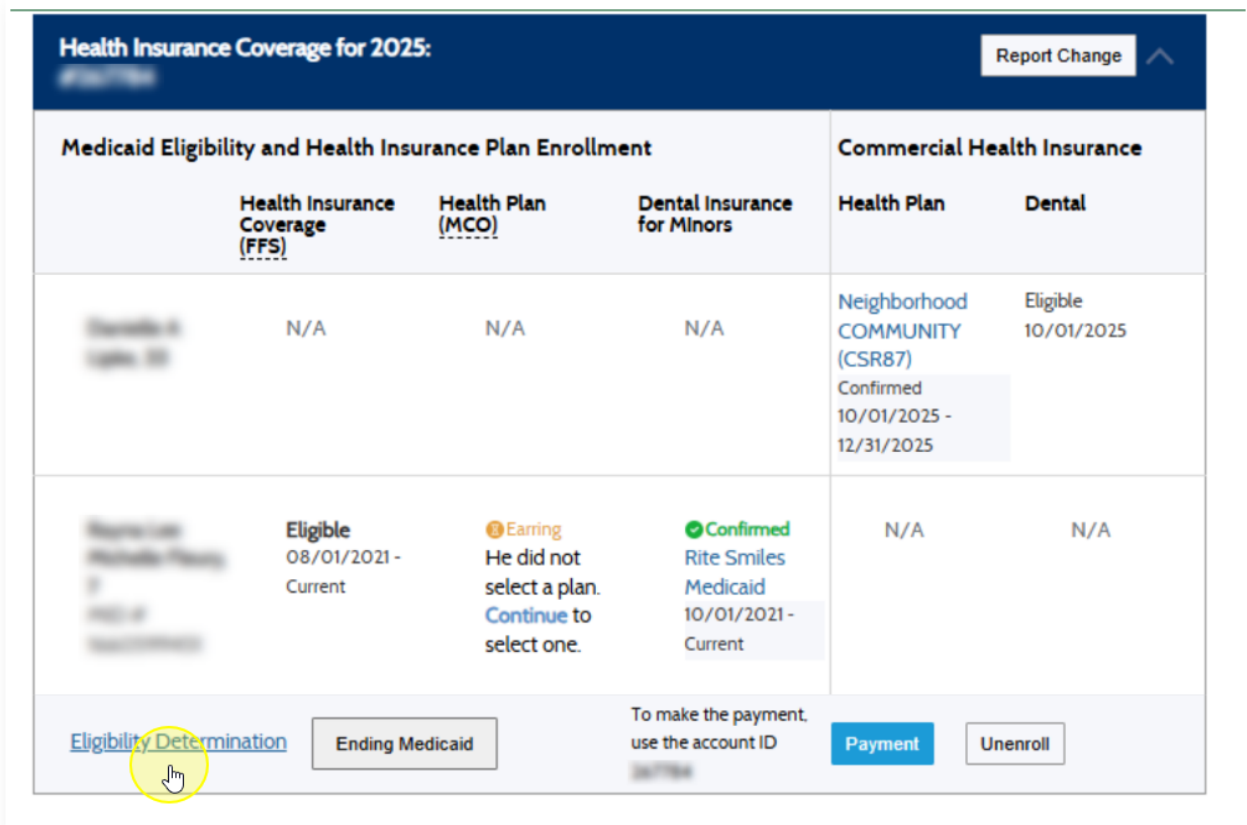 Health Insurance Coverage for 2025:
Report Change
Medicaid Eligibility and Health Insurance Plan Enrollment
Commercial Health Insurance
Health Insurance
Coverage
(FFS)
Health Plan
(MCO)
Dental Insurance
for MInors
Health Plan
Dental
N/A
N/A
N/A
Neighborhood
COMMUNITY
(CSR87)
Confirmed
10/01/2025 -
12/31/2025
Eligible
10/01/2025
Eligible
08/01/2021 -
Current
Earring
He did not
select a plan.
Continue to
select one.
Confirmed
Rite Smiles
Medicaid
10/01/2021 -
Current
N/A
N/A
Eligibility Determination
Ending Medicaid
To make the payment,
use the account ID
Payment
Unenroll